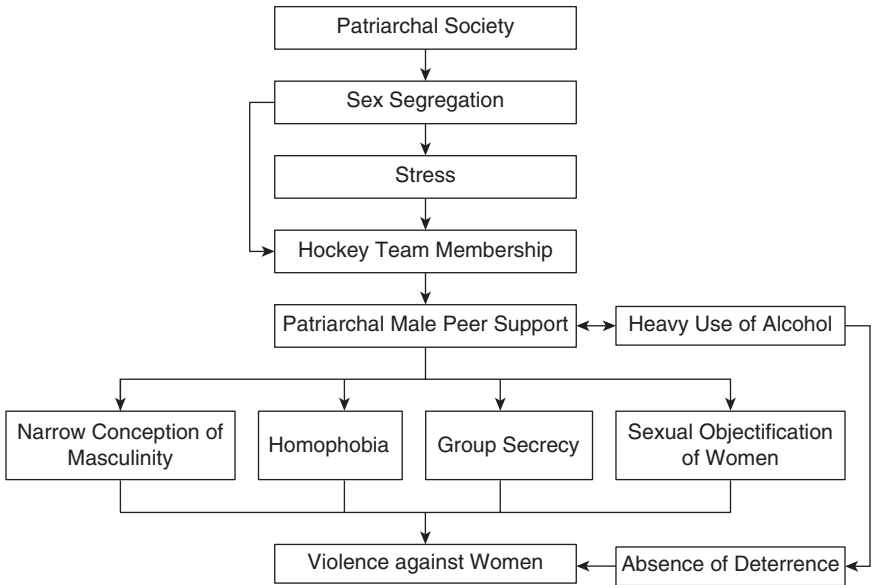 Patriarchal Society
Sex Segregation
Stress
Hockey Team Membership
Patriarchal Male Peer Support
Heavy Use of Alcohol
Narrow Conception of
Masculinity
Homophobia
Group Secrecy
Sexual Objectification
of Women
Violence against Women
Absence of Deterrence